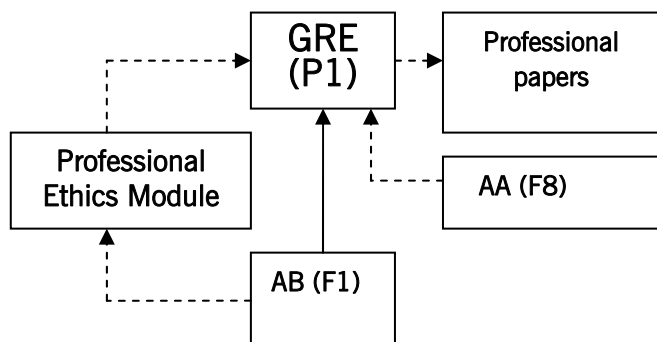 GRE
(P1)
Professional
papers
Professional
Ethics Module
AA (F8)
AB (F1)